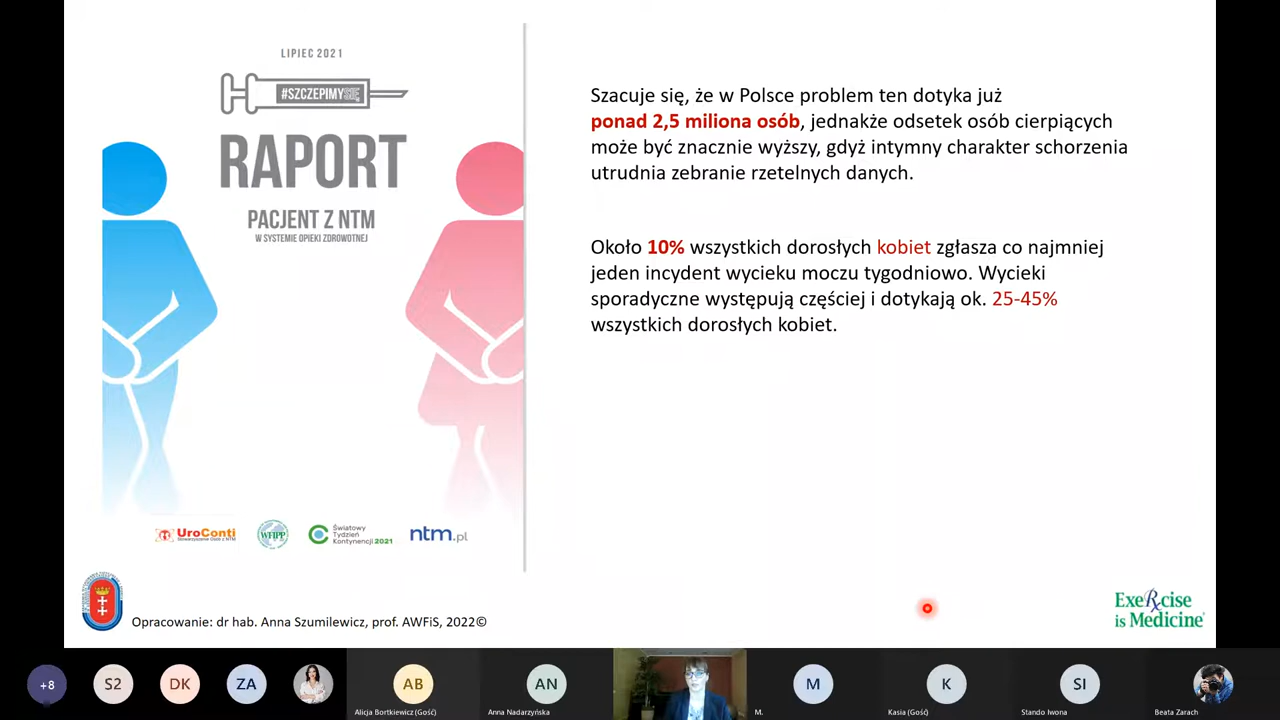 LIPIEC 2021
#SZCZEPIMYSIĘ
RAPORT
PACJENT Z NTM
W SYSTEMIE OPIEKI ZDROWOTNEJ
Szacuje się, że w Polsce problem ten dotyka już
ponad 2,5 miliona osób, jednakże odsetek osób cierpiących
może być znacznie wyższy, gdyż intymny charakter schorzenia
utrudnia zebranie rzetelnych danych.
Około 10% wszystkich dorosłych kobiet zgłasza co najmniej
jeden incydent wycieku moczu tygodniowo. Wycieki
sporadyczne występują częściej i dotykają ok. 25-45%
wszystkich dorosłych kobiet.
UroConti
WFIPP
Światowy
Tydzień
Kontynencji 2021
ntm.pl
Opracowanie: dr hab. Anna Szumilewicz, prof. AWFiS, 2022©
ExeRcise
is Medicine®
+8
S2
DK
ZA
AB
Alicja Bortkiewicz (Gość)
AN
Anna Nadarzyńska
M
M.
K
Kasia (Gość)
SI
Stando Iwona
Beata Zarach